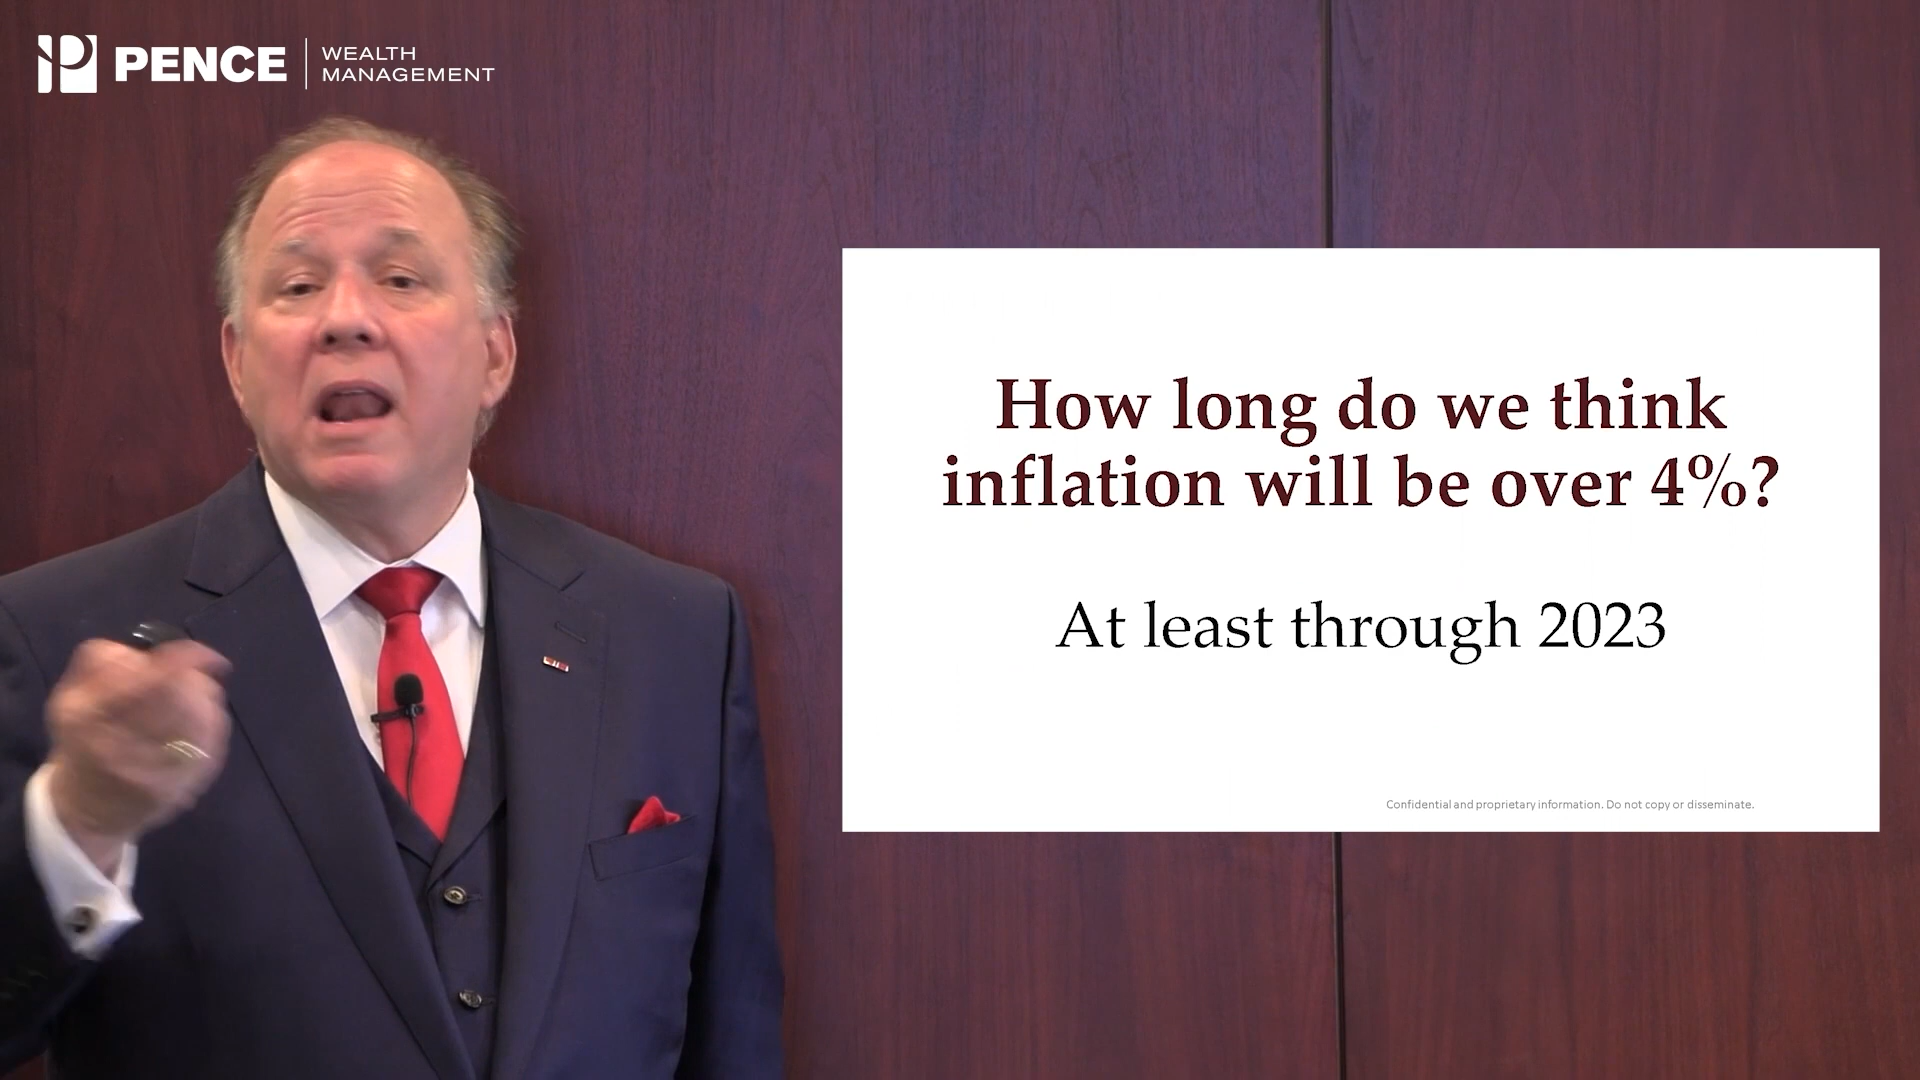 PENCE
WEALTH
MANAGEMENT
How long do we think
inflation will be over 4%?
At least through 2023
Confidential and proprietary information. Do not copy or disseminate.